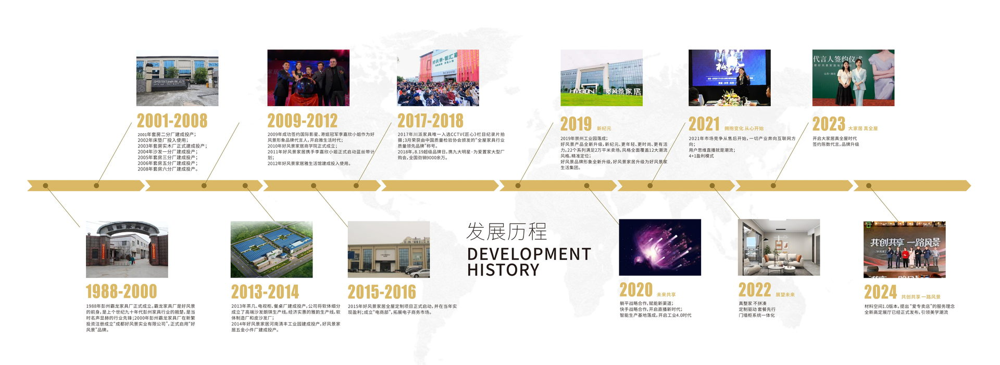 代言人签约仪式
好风景·智汇家
HIVISION 好风景家居
2001-2008
2001年套房二分厂建成投产；
2002年床垫厂投入使用；
2003年套房实木厂正式建成投产；
2004年沙发一分厂建成投产；
2005年套房三分厂建成投产；
2006年套房五分厂建成投产；
2008年套房六分厂建成投产。
2009-2012
2009年成功签约国际影星、港姐冠军李嘉欣小姐作为好
风景形象品牌代言人,开启雅生活时代；
2010年好风景家居商学院正式成立；
2011年好风景家居携手李嘉欣小姐正式启动蓝丝带计
划；
2012年好风景家居雅生活馆建成投入使用。
2017-2018
2017年川派家具唯一入选CCTV《匠心》栏目纪录片拍
摄;3月荣获由中国质量检验协会颁发的“全屋家具行业
质量领先品牌”称号。
2018年,8.19超级品牌日,携九大明星·为爱置家大型厂
购会,全国劲销9000余万。
2019 新纪元
2019年崇州工业园落成；
好风景产品全新升级,新纪元、更年轻、更时尚、更有活
力。22个系列满足2万平米卖场,风格全面覆盖12大潮流
风格,精准定位；
好风景品牌形象全新升级,好风景家居升级为好风景家
生活集团。
2021 拥抱变化 从心开始
2021年市场竞争从售后开始,一切产业奔向互联网方
向；
用户思维直播就是潮流；
4+1盈利模式
2023 大家居 真全屋
开启大家居真全屋时代
签约陈数代言,品牌升级
发展历程
DEVELOPMENT
HISTORY
共创共享 一路风景
1988-2000
1988年彭州霸龙家具厂正式成立。霸龙家具厂是好风景
的前身,是上个世纪九十年代彭州家具行业的翘楚,是当
时名声显赫的行业先锋;2000年彭州霸龙家具厂在新繁
投资注册成立“成都好风景实业有限公司”,正式启用“好
风景”品牌。
2013-2014
2013年茶几、电视柜、餐桌厂建成投产,公司将软体细分
成立了高端沙发朗琪生产线,经济实惠的雅韵生产线,软
体制造厂和皮沙发厂；
2014年好风景家居河南清丰工业园建成投产,好风景家
居五金小件厂建成投产。
2015-2016
2015年好风景家居全屋定制项目正式启动,并在当年实
现盈利;成立“电商部”,拓展电子商务市场。
2020 未来共享
躺平战略合作,赋能新渠道；
快手战略合作,开启直播新时代；
智能生产基地落成,开启工业4.0时代
2022 展望未来
真整家 不拼凑
定制驱动 套餐先行
门墙柜系统一体化
2024 共创共享 一路风景
材料空间1.0版本,提出“爱专卖店”的服务理念
全新高定展厅已经正式发布,引领美学潮流